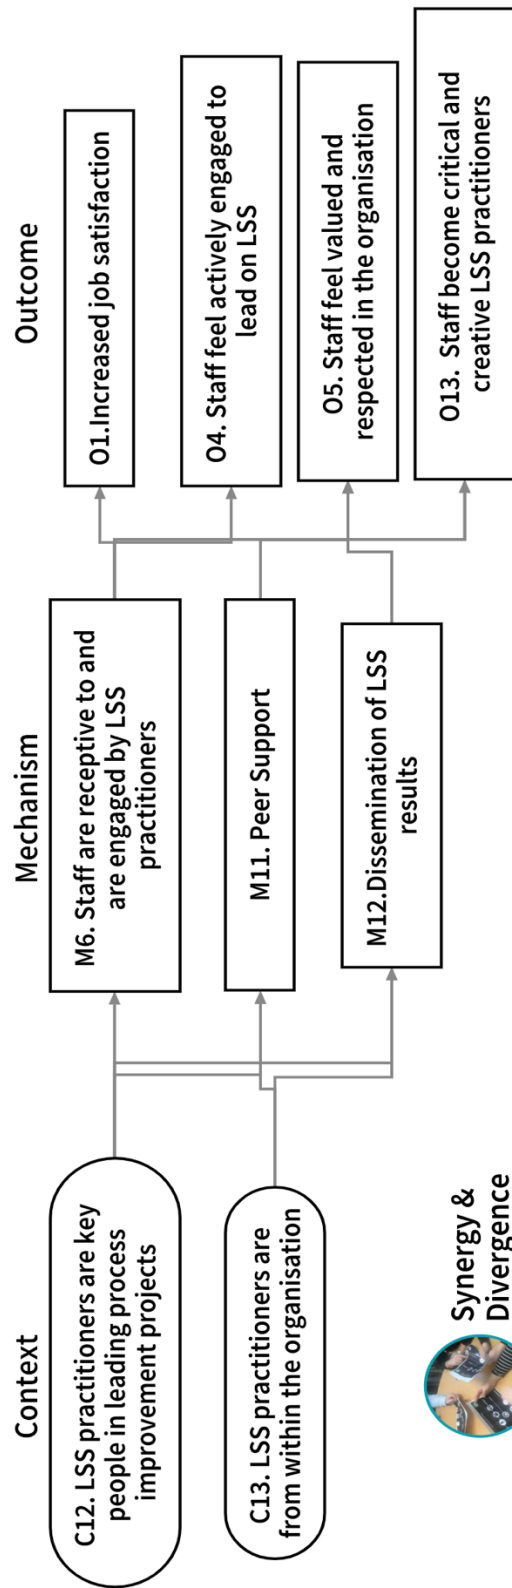 Context
C12. LSS practitioners are key
people in leading process
improvement projects
C13. LSS practitioners are
from within the organisation
Synergy &
Divergence
Mechanism
M6. Staff are receptive to and
are engaged by LSS
practitioners
M11. Peer Support
M12.Dissemination of LSS
results
Outcome
O1.Increased job satisfaction
O4. Staff feel actively engaged to
lead on LSS
O5. Staff feel valued and
respected in the organisation
O13. Staff become critical and
creative LSS practitioners